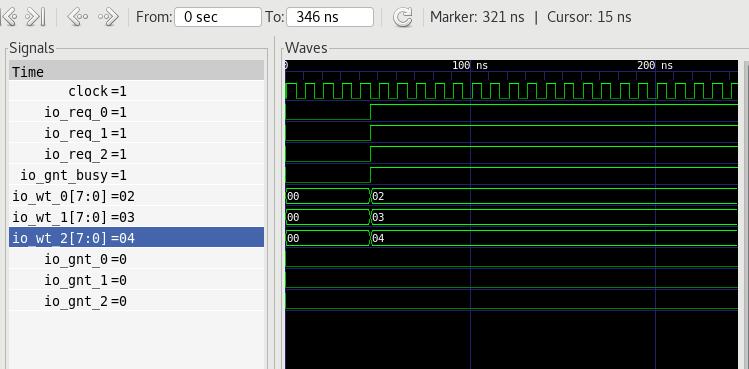 From: 0 sec To: 346 ns Marker: 321 ns | Cursor: 15 ns
Signals
Waves
Time
0 100 ns 200 ns
clock=1
io_req_0=1
io_req_1=1
io_req_2=1
io_gnt_busy=1
io_wt_0[7:0]=02 00 02
io_wt_1[7:0]=03 00 03
io_wt_2[7:0]=04 00 04
io_gnt_0=0
io_gnt_1=0
io_gnt_2=0